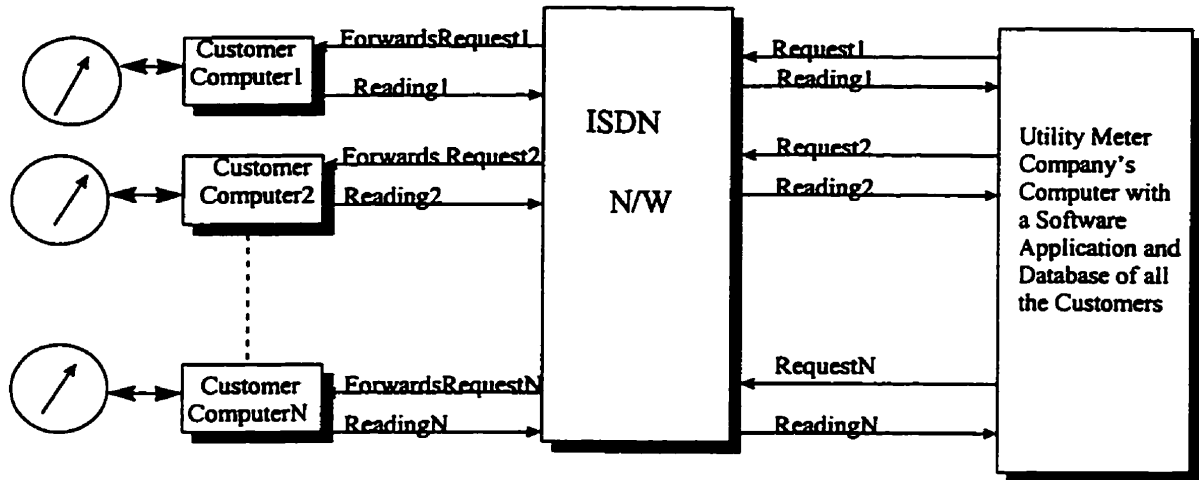 Customer
Computer1
ForwardsRequest1
Reading1
Customer
Computer2
Forwards Request2
Reading2
Customer
ComputerN
ForwardsRequestN
ReadingN
ISDN
N/W
Request1
Reading1
Request2
Reading2
RequestN
ReadingN
Utility Meter
Company's
Computer with
a Software
Application and
Database of all
the Customers